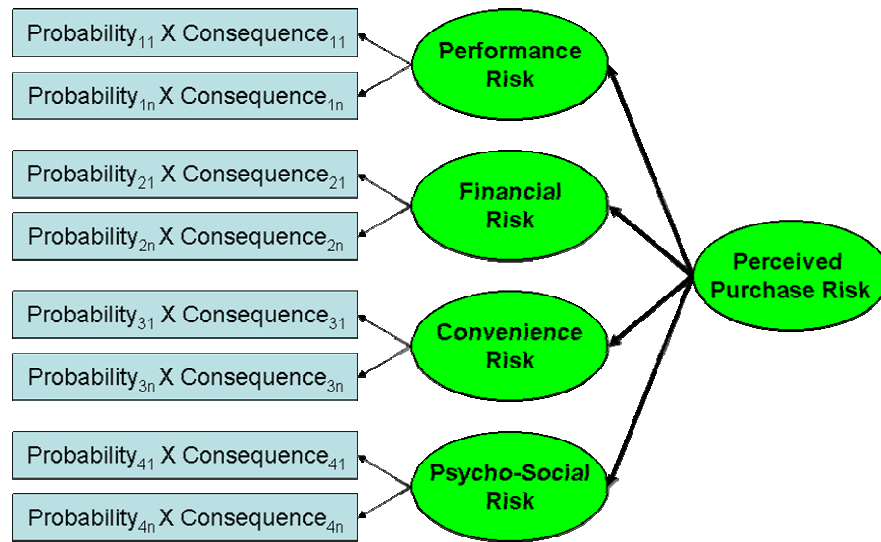 Probability11 X Consequence11
Probability1n X Consequence1n
Performance
Risk
Probability21 X Consequence21
Probability2n X Consequence2n
Financial
Risk
Perceived
Purchase Risk
Probability31 X Consequence31
Probability3n X Consequence3n
Convenience
Risk
Probability41 X Consequence41
Probability4n X Consequence4n
Psycho-Social
Risk